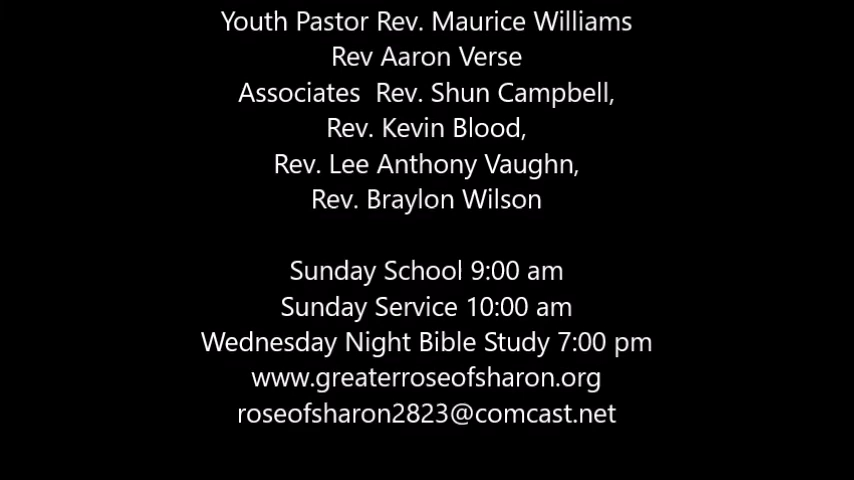 Youth Pastor Rev. Maurice Williams
Rev Aaron Verse
Associates  Rev. Shun Campbell,
Rev. Kevin Blood,
Rev. Lee Anthony Vaughn,
Rev. Braylon Wilson
Sunday School 9:00 am
Sunday Service 10:00 am
Wednesday Night Bible Study 7:00 pm
www.greaterroseofsharon.org
roseofsharon2823@comcast.net